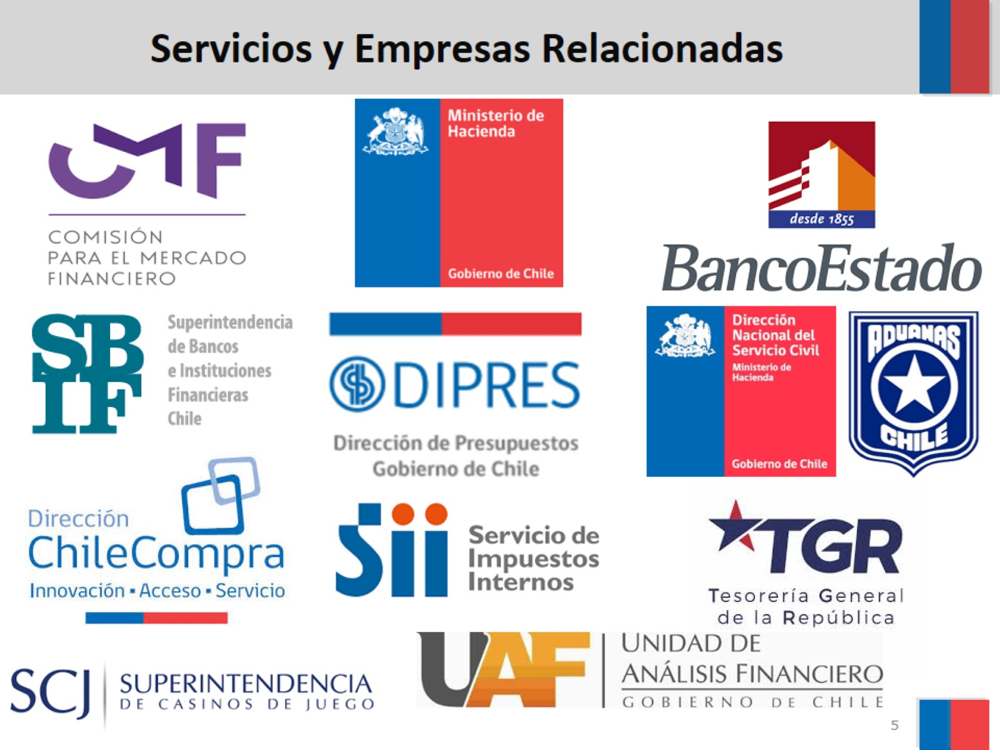 Servicios y Empresas Relacionadas
CMF
COMISIÓN
PARA EL MERCADO
FINANCIERO
Ministerio de
Hacienda
Gobierno de Chile
desde 1855
BancoEstado
SB
IF
Superintendencia
de Bancos
e Instituciones
Financieras
Chile
DIPRES
Dirección de Presupuestos
Gobierno de Chile
Dirección
Nacional del
Servicio Civil
Ministerio de
Hacienda
Gobierno de Chile
ADUANAS
CHILE
Dirección
ChileCompra
Innovación ▪ Acceso ▪ Servicio
Sii
Servicio de
Impuestos
Internos
TGR
Tesorería General
de la República
SCJ
SUPERINTENDENCIA
DE CASINOS DE JUEGO
UAF
UNIDAD DE
ANÁLISIS FINANCIERO
GOBIERNO DE CHILE
5